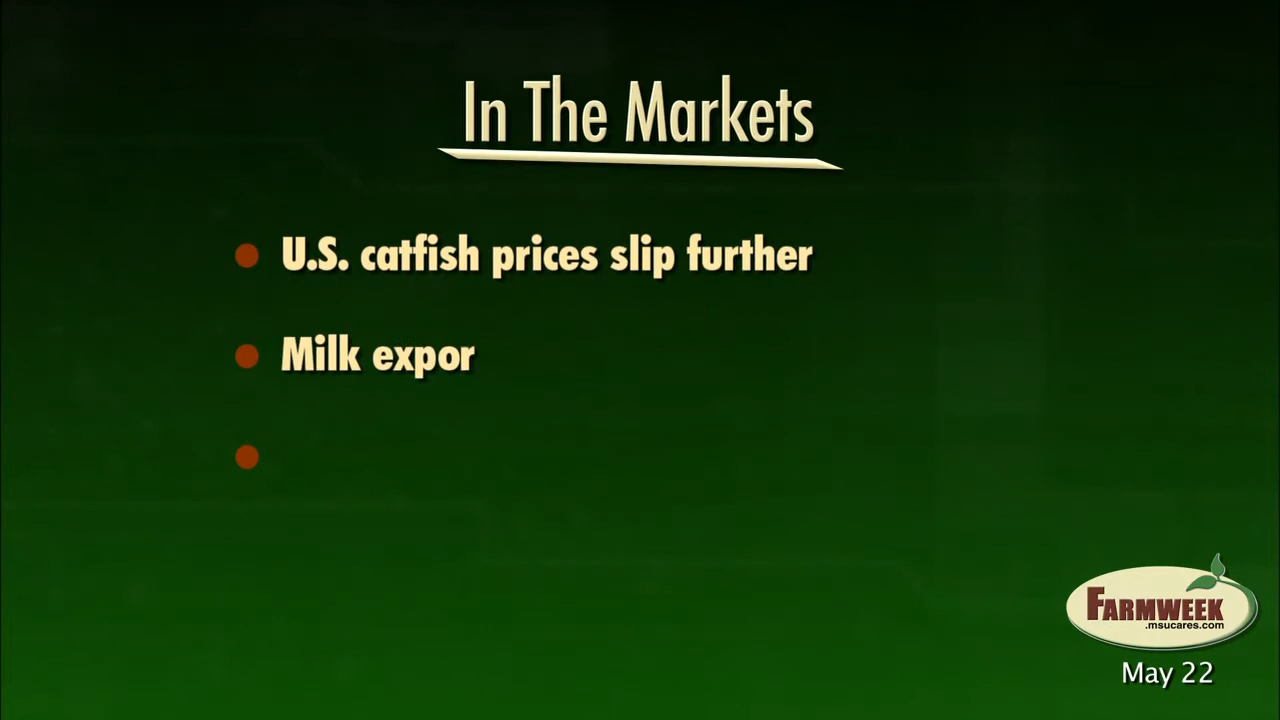 In The Markets
U.S. catfish prices slip further
Milk expor
FARMWEEK
.msucares.com
May 22